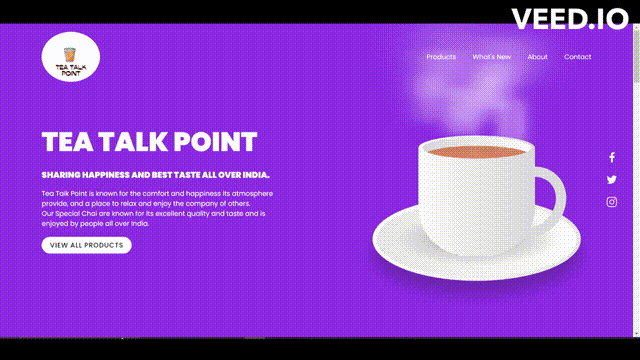 VEED.IO
TEA TALK
POINT
Products
What's New
About
Contact
TEA TALK POINT
SHARING HAPPINESS AND BEST TASTE ALL OVER INDIA.
Tea Talk Point is known for the comfort and happiness its atmosphere
provide, and a place to relax and enjoy the company of others.
Our Special Chai are known for its excellent quality and taste and is
enjoyed by people all over India.
VIEW ALL PRODUCTS